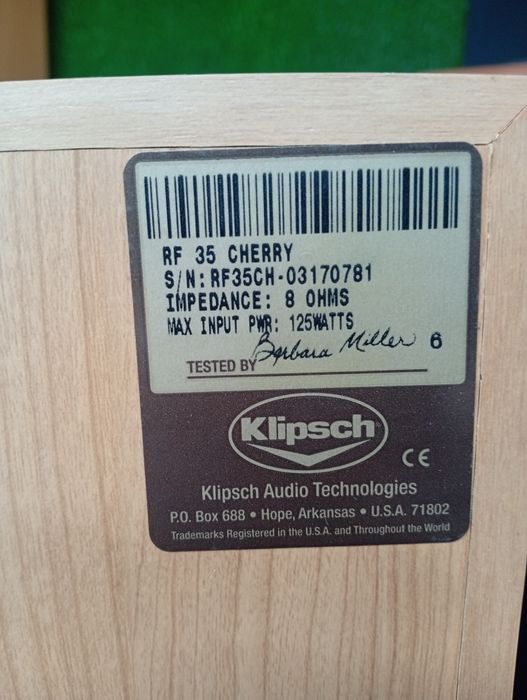 RF 35 CHERRY
S/N:RF35CH-03170781
IMPEDANCE: 8 OHMS
MAX INPUT PWR: 125WATTS
TESTED BY Barbara Miller 6
Klipsch
CE
Klipsch Audio Technologies
P.O. Box 688 • Hope, Arkansas • U.S.A. 71802
Trademarks Registered in the U.S.A. and Throughout the World